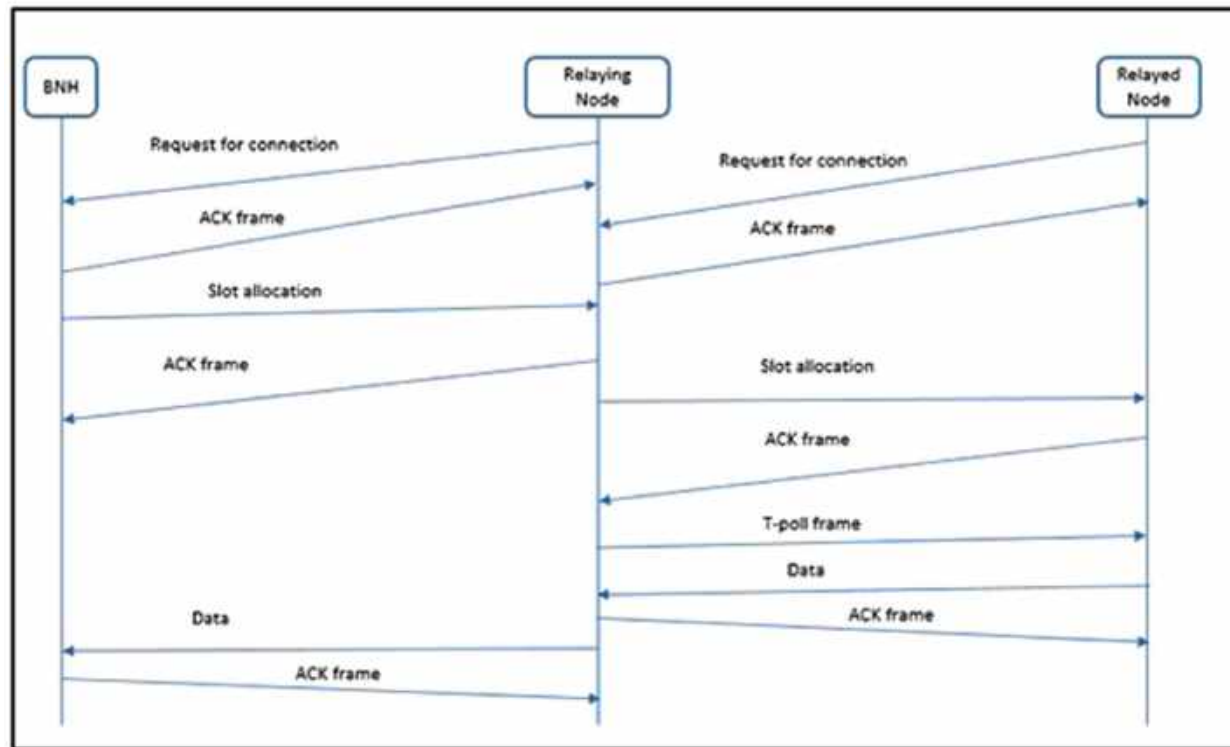 BNH
Relaying
Node
Relayed
Node
Request for connection
Request for connection
ACK frame
ACK frame
Slot allocation
ACK frame
Slot allocation
ACK frame
T-poll frame
Data
Data
ACK frame
ACK frame